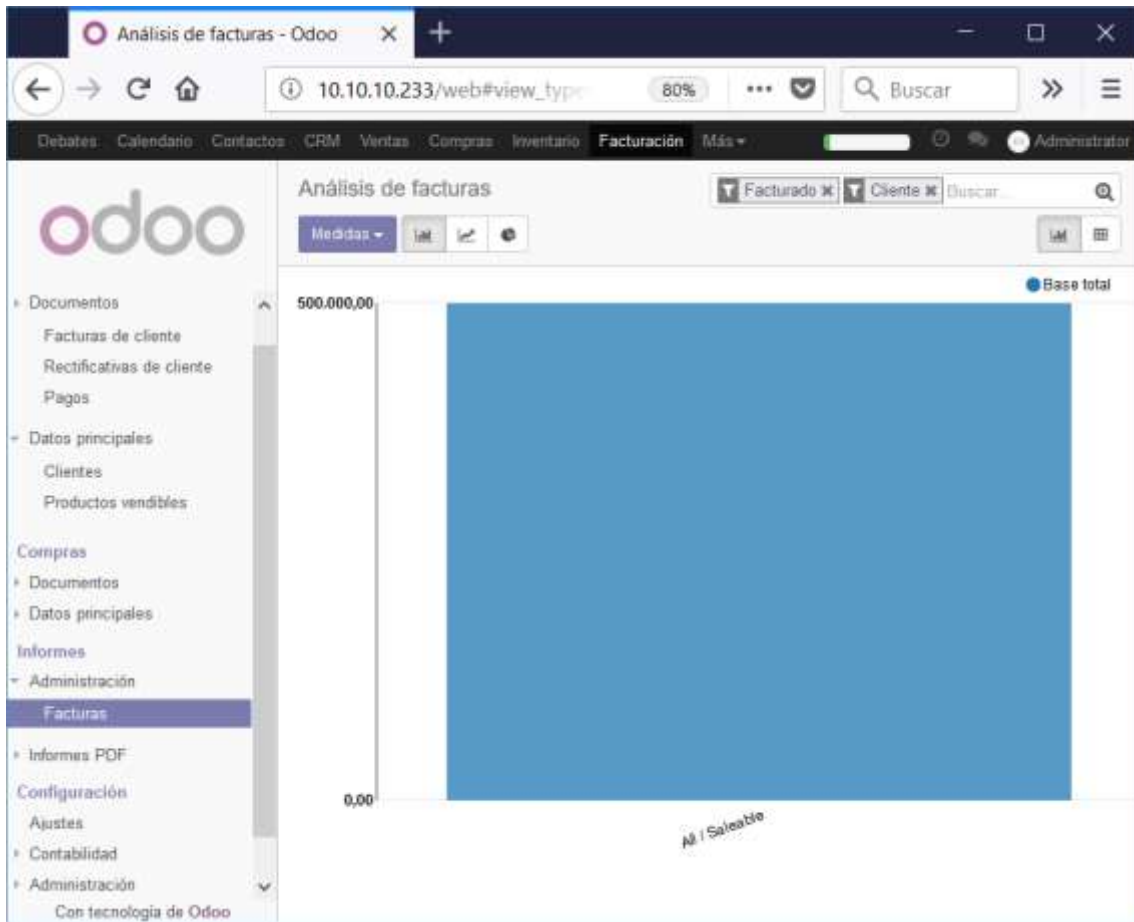 Análisis de facturas - Odoo
10.10.10.233/web#view_type
80%
Buscar
Debates Calendario Contactos CRM Ventas Compras Inventario Facturación Más Administrator
odoo
Análisis de facturas
Facturado Cliente Buscar...
Medidas
Documentos
Facturas de cliente
Rectificativas de cliente
Pagos
Datos principales
Clientes
Productos vendibles
Compras
Documentos
Datos principales
Informes
Administración
Facturas
Informes PDF
Configuración
Ajustes
Contabilidad
Administración
Con tecnología de Odoo
Base total
500.000,00
0,00
All / Saleable